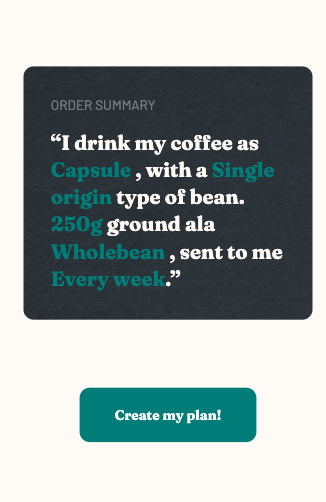 ORDER SUMMARY
“I drink my coffee as
Capsule , with a Single
origin type of bean.
250g ground ala
Wholebean , sent to me
Every week.”
Create my plan!